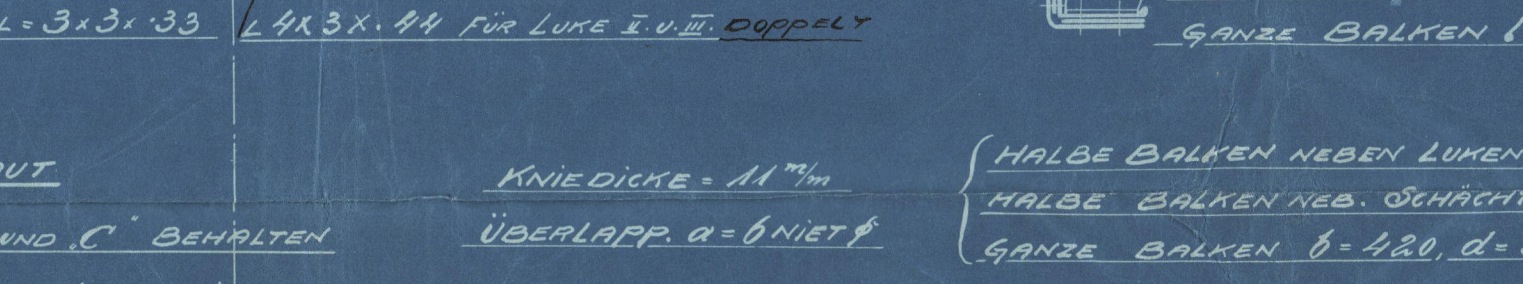 L = 3 x 3 x ·33
L 4 x 3 x · 44 FÜR LUKE II. U. III. DOPPELT
GANZE BALKEN
KNIEDICKE = 11 m/m
HALBE BALKEN NEBEN LUKEN
HALBE BALKEN NEB. SCHÄCHT
UND „C“ BEHALTEN
ÜBERLAPP. a = 6 NIET ϕ
GANZE BALKEN b = 420, d =